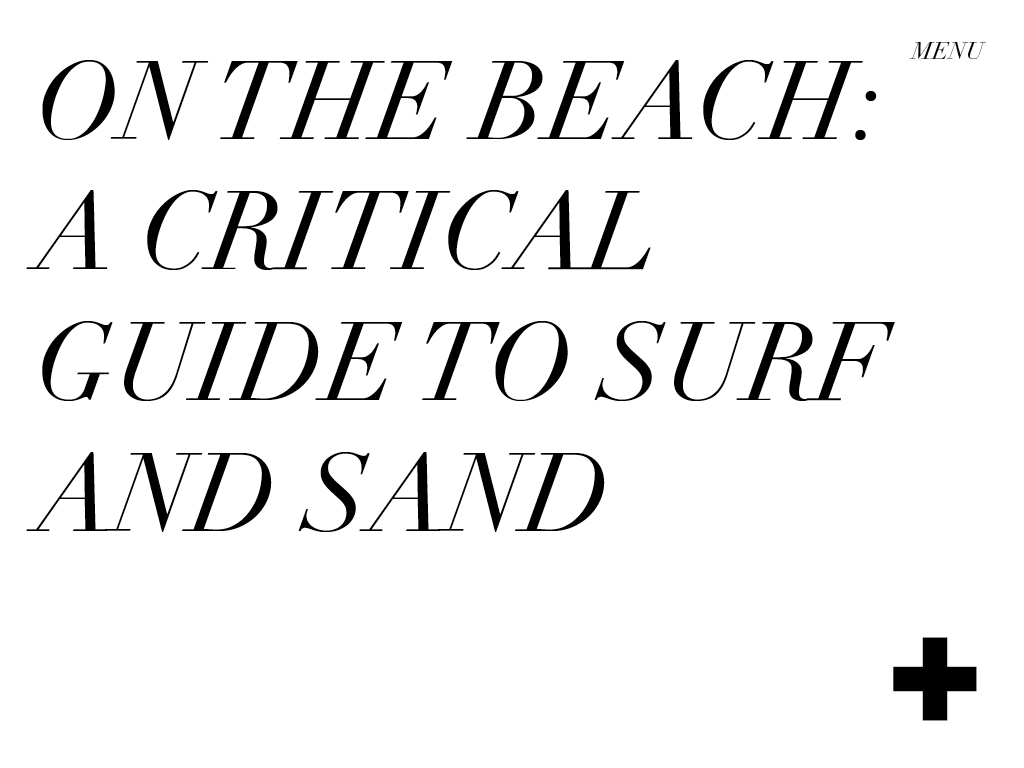 MENU
ON THE BEACH:
A CRITICAL
GUIDE TO SURF
AND SAND